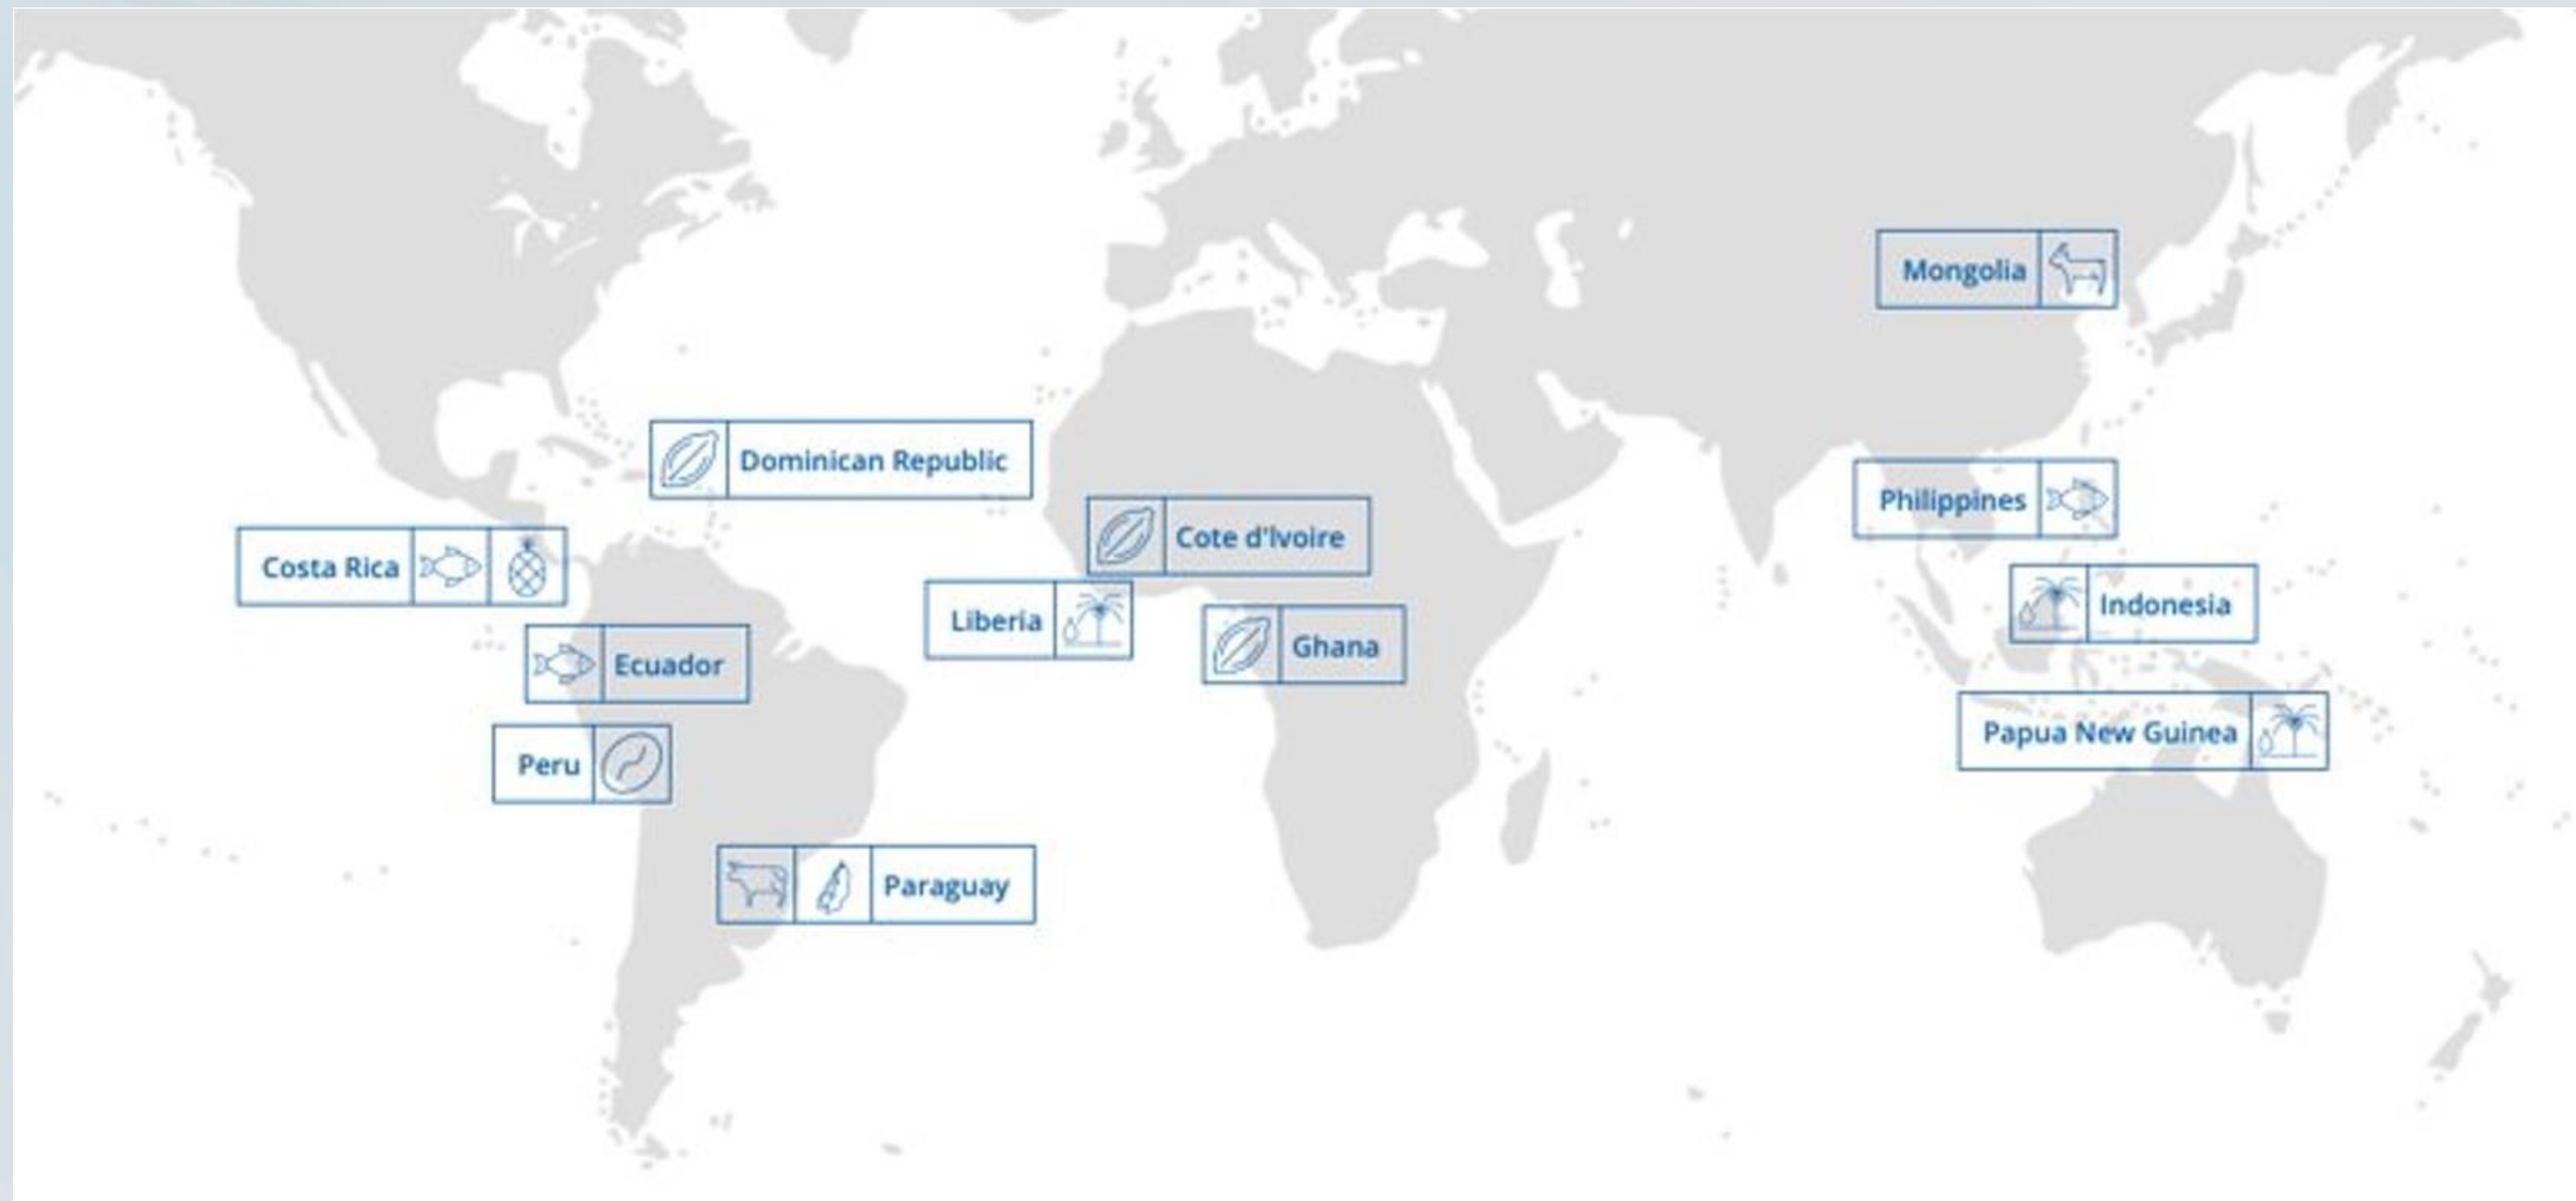 Mongolia
Dominican Republic
Philippines
Cote d'Ivoire
Costa Rica
Indonesia
Liberia
Ghana
Ecuador
Papua New Guinea
Peru
Paraguay